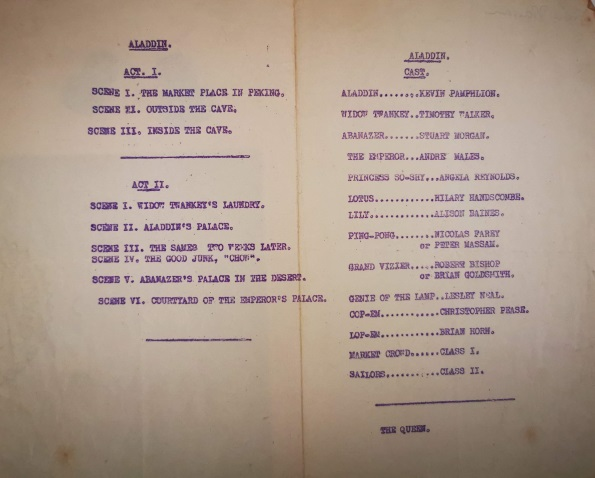 ALADDIN.
ACT. I.
SCENE I. THE MARKET PLACE IN PEKING.
SCENE II. OUTSIDE THE CAVE.
SCENE III. INSIDE THE CAVE.
ACT II.
SCENE I. WIDOW TWANKEY'S LAUNDRY.
SCENE II. ALADDIN'S PALACE.
SCENE III. THE SAME: TWO WEEKS LATER.
SCENE IV. THE GOOD JUNK, "CHOW".
SCENE V. ABANAZER'S PALACE IN THE DESERT.
SCENE VI. COURTYARD OF THE EMPEROR'S PALACE.
ALADDIN.
CAST.
ALADDIN........KEVIN PAMPHLION.
WIDOW TWANKEY..TIMOTHY WALKER.
ABANAZER......STUART MORGAN.
THE EMPEROR...ANDRE MALES.
PRINCESS SO-SHY...ANGELA REYNOLDS.
LOTUS...........HILARY HANDSCOMBE.
LILY............ALISON BAINES.
PING-PONG.......NICOLAS PAREY
or PETER MASSAM.
GRAND VIZIER.....ROBERT BISHOP
or BRIAN GOLDSMITH.
GENIE OF THE LAMP..LESLEY NEAL.
COP-EM...........CHRISTOPHER PEASE.
LOP-EM...........BRIAN HORN.
MARKET CROWD......CLASS I.
SAILORS...........CLASS II.
THE QUEEN.